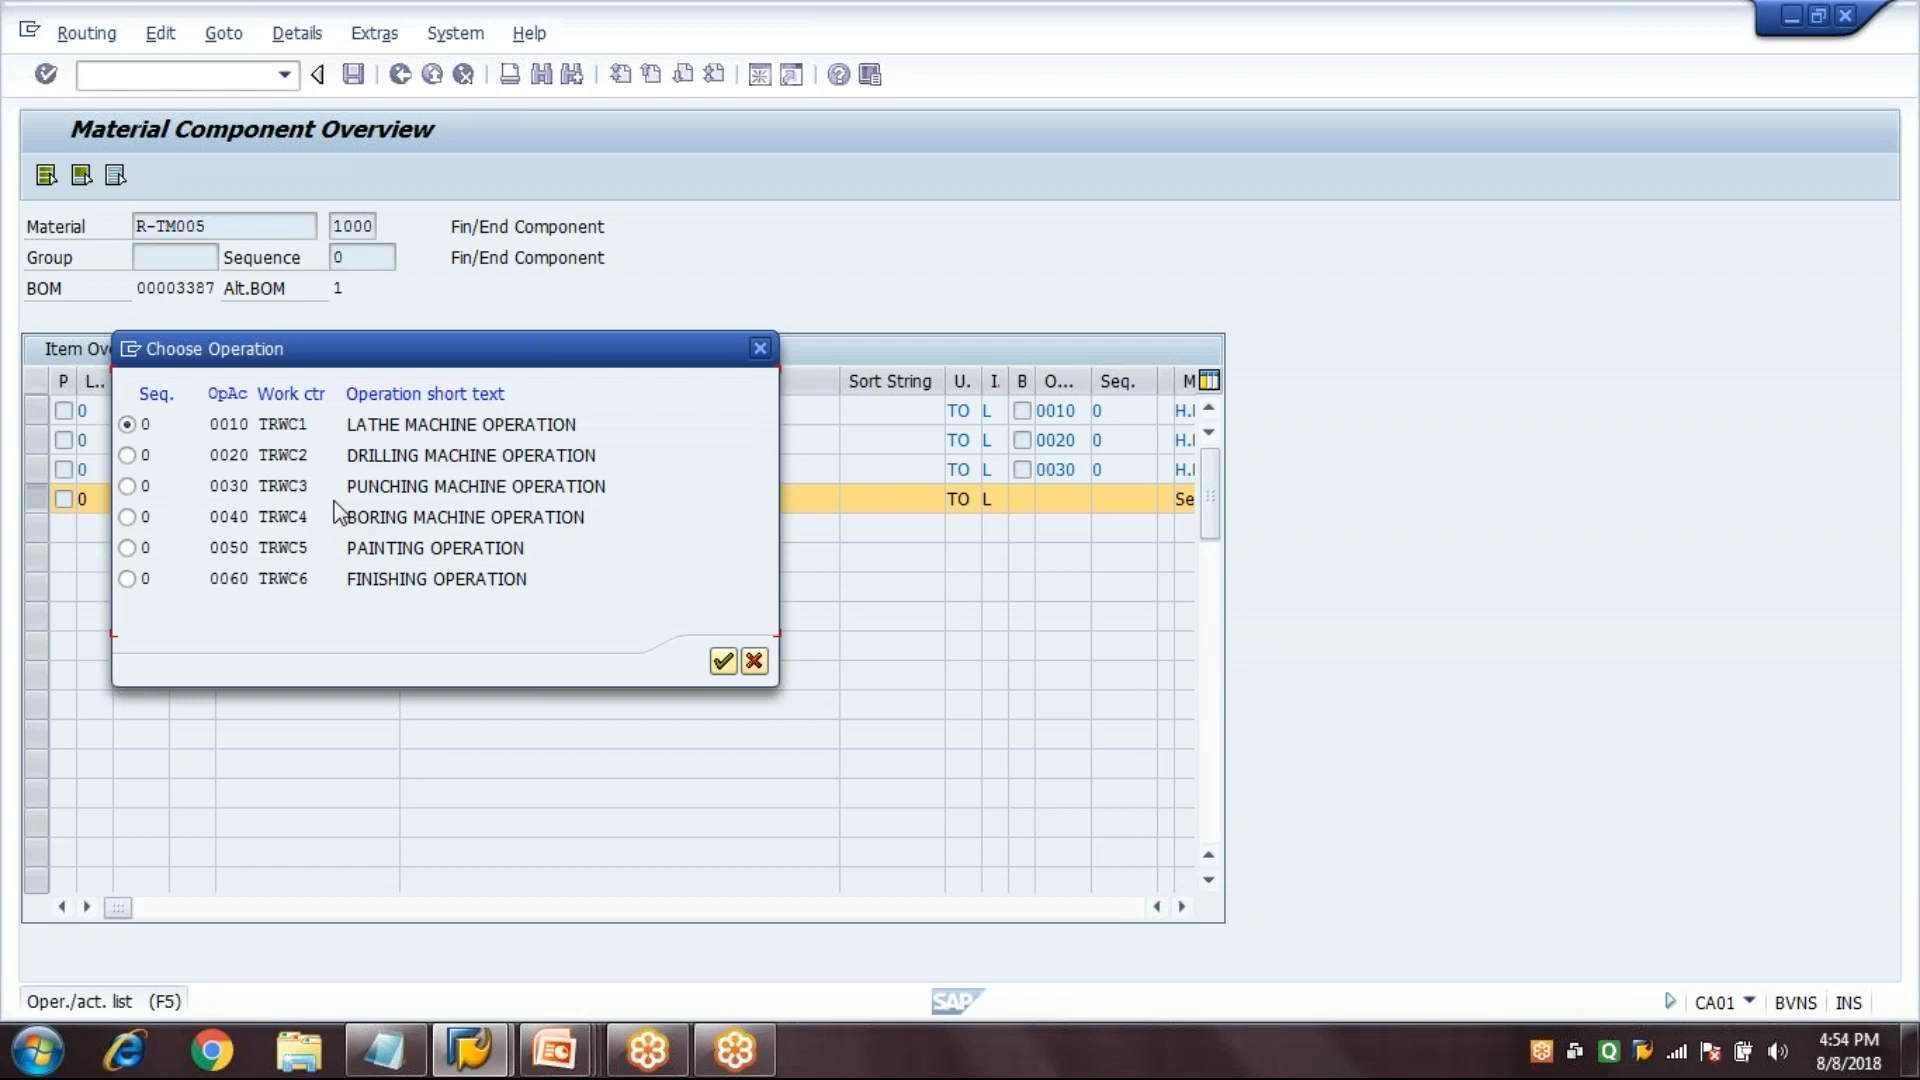 Routing Edit Goto Details Extras System Help
Material Component Overview
Material R-TM005 1000 Fin/End Component
Group Sequence 0 Fin/End Component
BOM 00003387 Alt.BOM 1
Item Ov
P L.. Sort String U. I. B O... Seq. M
0 TO L 0010 0 H.I
0 TO L 0020 0 H.I
0 TO L 0030 0 H.I
0 TO L Se
Choose Operation
Seq. OpAc Work ctr Operation short text
0 0010 TRWC1 LATHE MACHINE OPERATION
0 0020 TRWC2 DRILLING MACHINE OPERATION
0 0030 TRWC3 PUNCHING MACHINE OPERATION
0 0040 TRWC4 BORING MACHINE OPERATION
0 0050 TRWC5 PAINTING OPERATION
0 0060 TRWC6 FINISHING OPERATION
Oper./act. list (F5) SAP CA01 BVNS INS
4:54 PM
8/8/2018